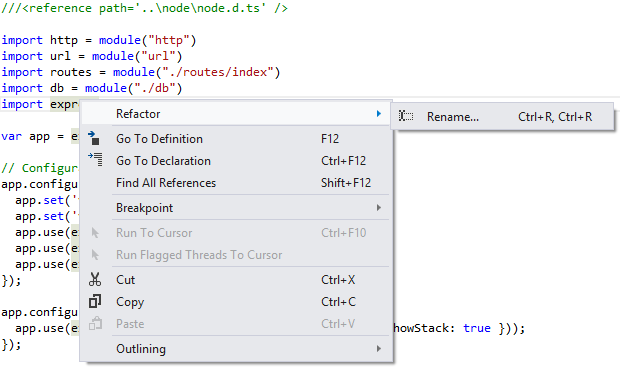 ///<reference path='..\node\node.d.ts' />
import http = module("http")
import url = module("url")
import routes = module("./routes/index")
import db = module("./db")
import expre
Refactor
Rename... Ctrl+R, Ctrl+R
var app = e
Go To Definition F12
Go To Declaration Ctrl+F12
// Configur
Find All References Shift+F12
app.configu
app.set('
Breakpoint
app.set('
app.use(e
Run To Cursor Ctrl+F10
app.use(e
Run Flagged Threads To Cursor
app.use(e
});
Cut Ctrl+X
Copy Ctrl+C
app.configu
Paste Ctrl+V
app.use(e howStack: true }));
});
Outlining